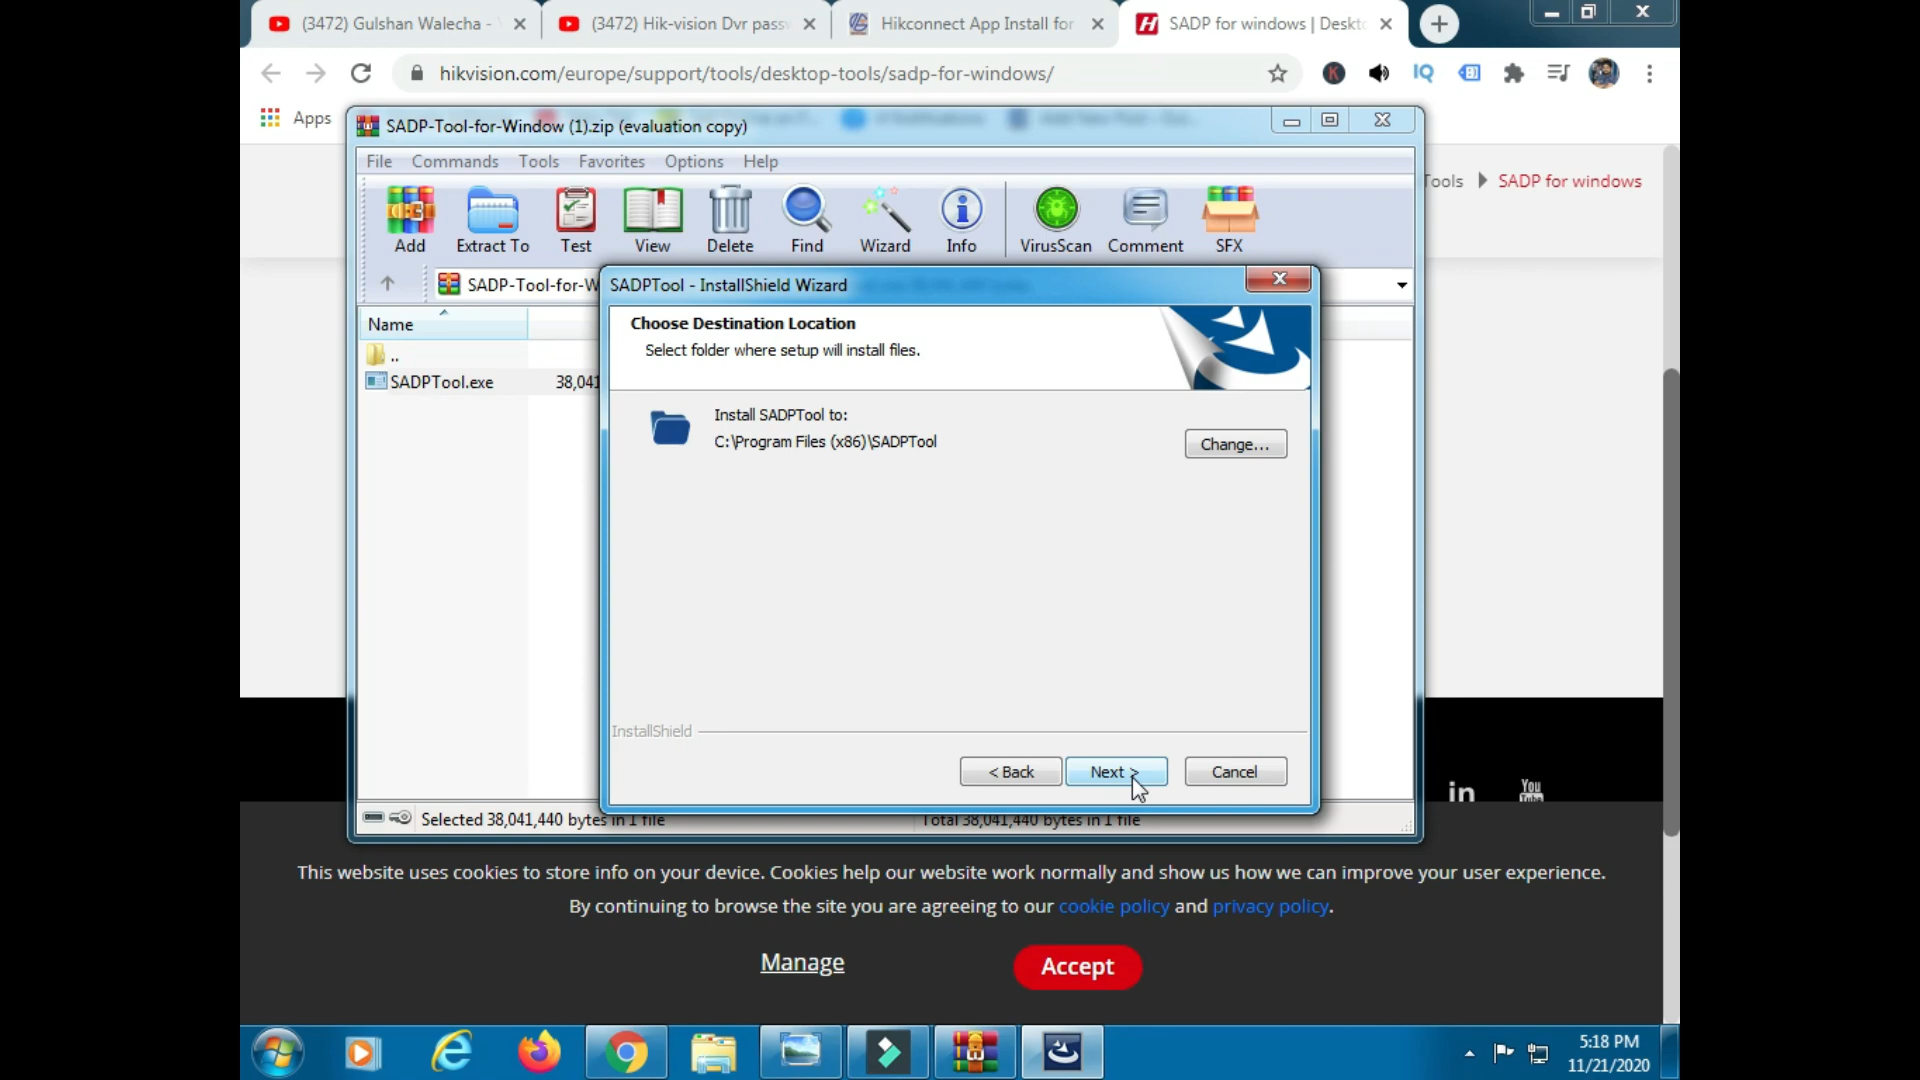 (3472) Gulshan Walecha -
(3472) Hik-vision Dvr pass
Hikconnect App Install for
SADP for windows | Deskto
hikvision.com/europe/support/tools/desktop-tools/sadp-for-windows/
IQ
K
Apps
SADP-Tool-for-Window (1).zip (evaluation copy)
File Commands Tools Favorites Options Help
Tools
SADP for windows
Add Extract To Test View Delete Find Wizard Info VirusScan Comment SFX
SADP-Tool-for-W
SADPTool - InstallShield Wizard
Name
Choose Destination Location
Select folder where setup will install files.
..
SADPTool.exe 38,041
Install SADPTool to:
C:\Program Files (x86)\SADPTool
Change...
InstallShield
< Back Next > Cancel
in You
Selected 38,041,440 bytes in 1 file
Total 38,041,440 bytes in 1 file
This website uses cookies to store info on your device. Cookies help our website work normally and show us how we can improve your user experience.
By continuing to browse the site you are agreeing to our cookie policy and privacy policy.
Manage
Accept
5:18 PM
11/21/2020